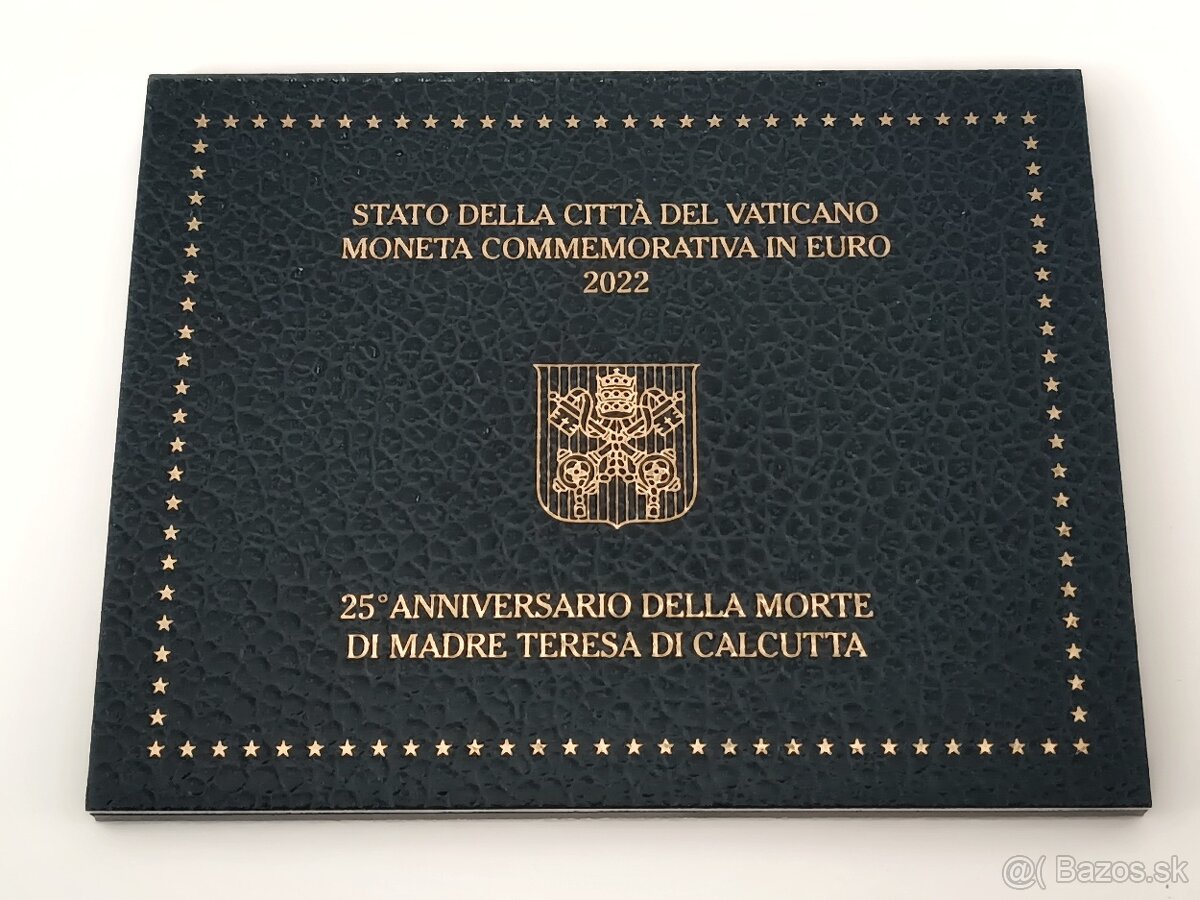 STATO DELLA CITTÀ DEL VATICANO
MONETA COMMEMORATIVA IN EURO
2022
25° ANNIVERSARIO DELLA MORTE
DI MADRE TERESA DI CALCUTTA
@( Bazos.sk